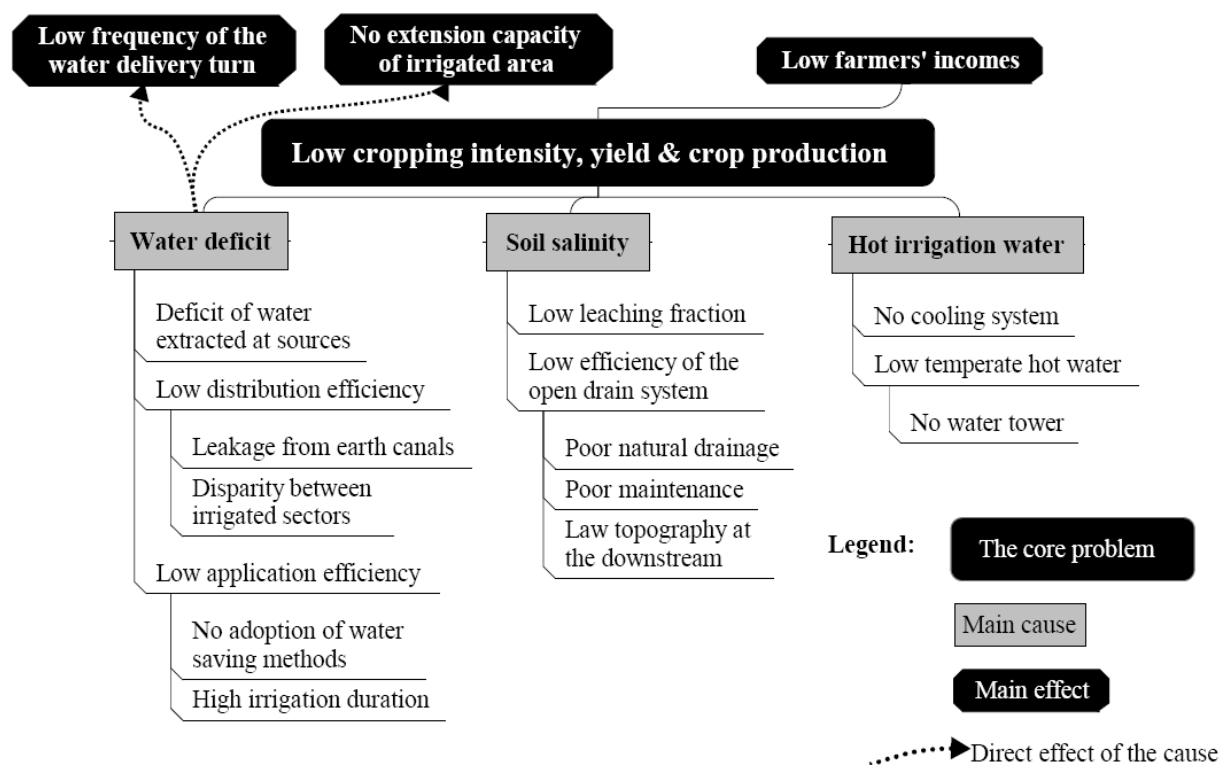 Low frequency of the
water delivery turn
No extension capacity
of irrigated area
Low farmers' incomes
Low cropping intensity, yield & crop production
Water deficit
Deficit of water
extracted at sources
Low distribution efficiency
Leakage from earth canals
Disparity between
irrigated sectors
Low application efficiency
No adoption of water
saving methods
High irrigation duration
Soil salinity
Low leaching fraction
Low efficiency of the
open drain system
Poor natural drainage
Poor maintenance
Law topography at
the downstream
Hot irrigation water
No cooling system
Low temperate hot water
No water tower
Legend:
The core problem
Main cause
Main effect
Direct effect of the cause